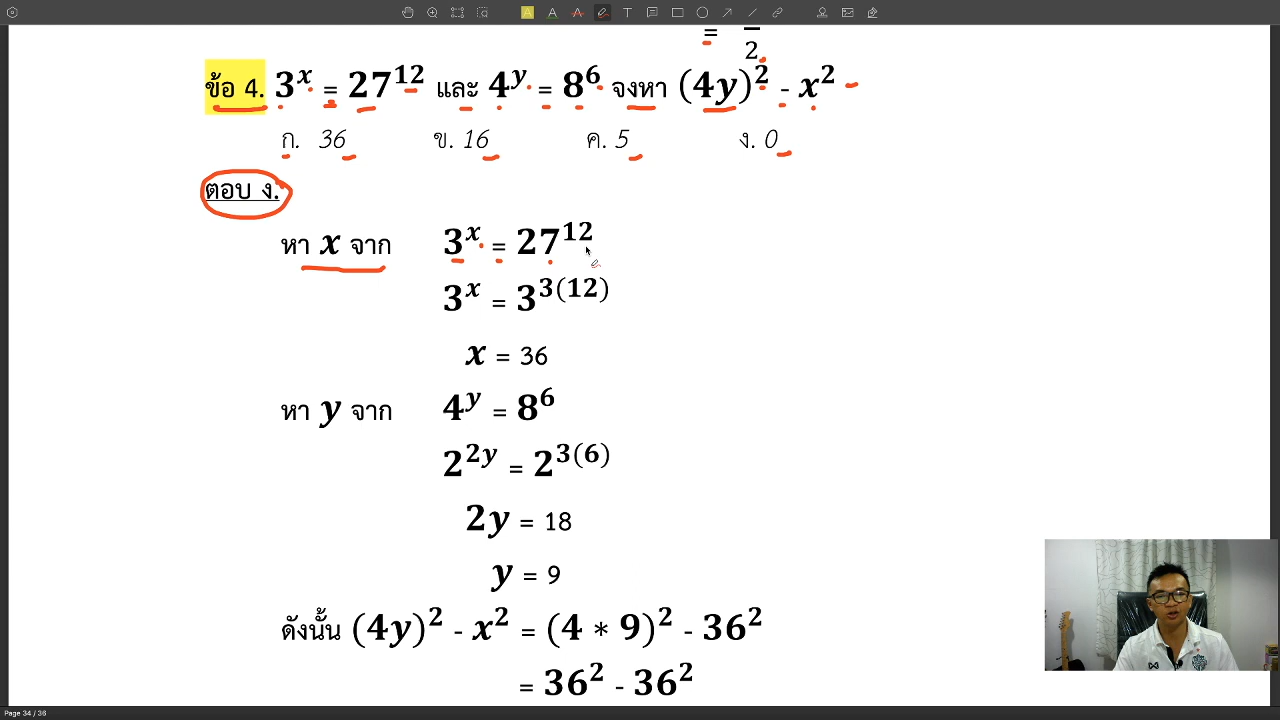 = 2
ข้อ 4. 3^x = 27^12 และ 4^y = 8^6 จงหา (4y)^2 - x^2
ก. 36 ข. 16 ค. 5 ง. 0
ตอบ ง.
หา x จาก 3^x = 27^12
3^x = 3^3(12)
x = 36
หา y จาก 4^y = 8^6
2^2y = 2^3(6)
2y = 18
y = 9
ดังนั้น (4y)^2 - x^2 = (4 * 9)^2 - 36^2
= 36^2 - 36^2
Page 34 / 36